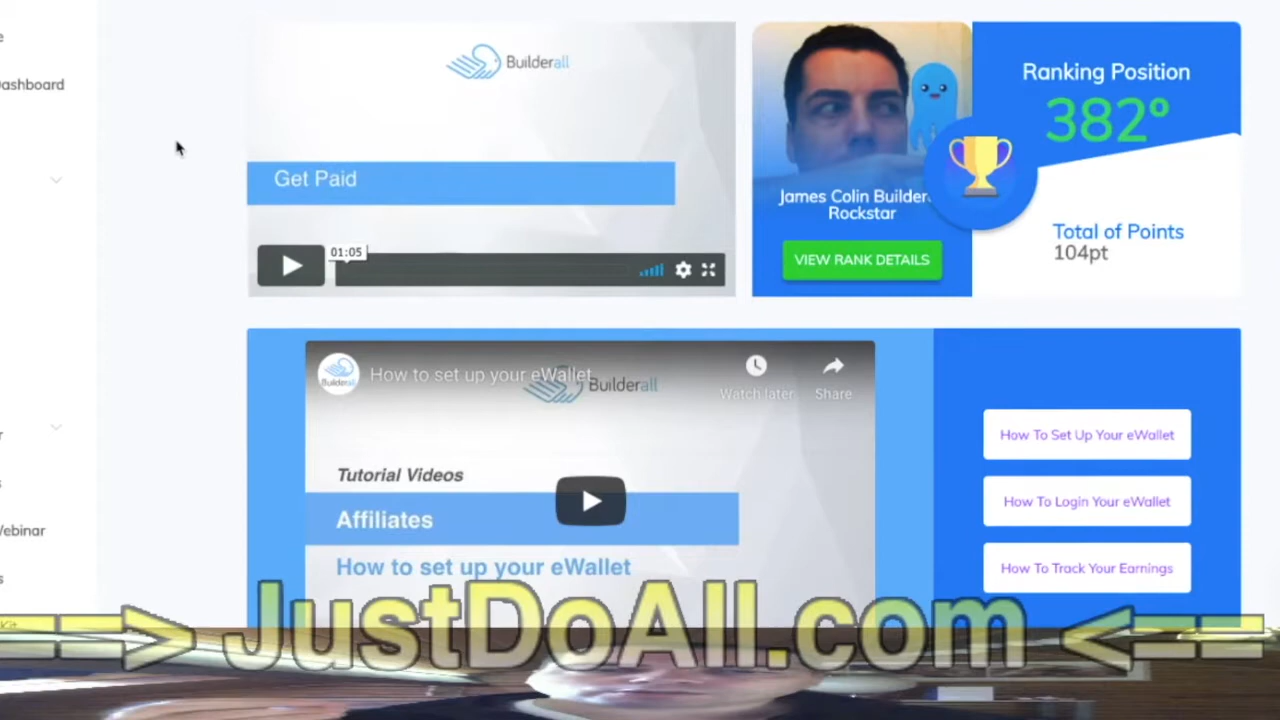 e
ashboard
Builderall
Get Paid
01:05
James Colin Builder
Rockstar
VIEW RANK DETAILS
Ranking Position
382º
Total of Points
104pt
Builderall
How to set up your eWallet
Builderall
Watch later
Share
Tutorial Videos
Affiliates
How to set up your eWallet
How To Set Up Your eWallet
How To Login Your eWallet
How To Track Your Earnings
r
s
Webinar
s
Kit
==> JustDoAll.com <==